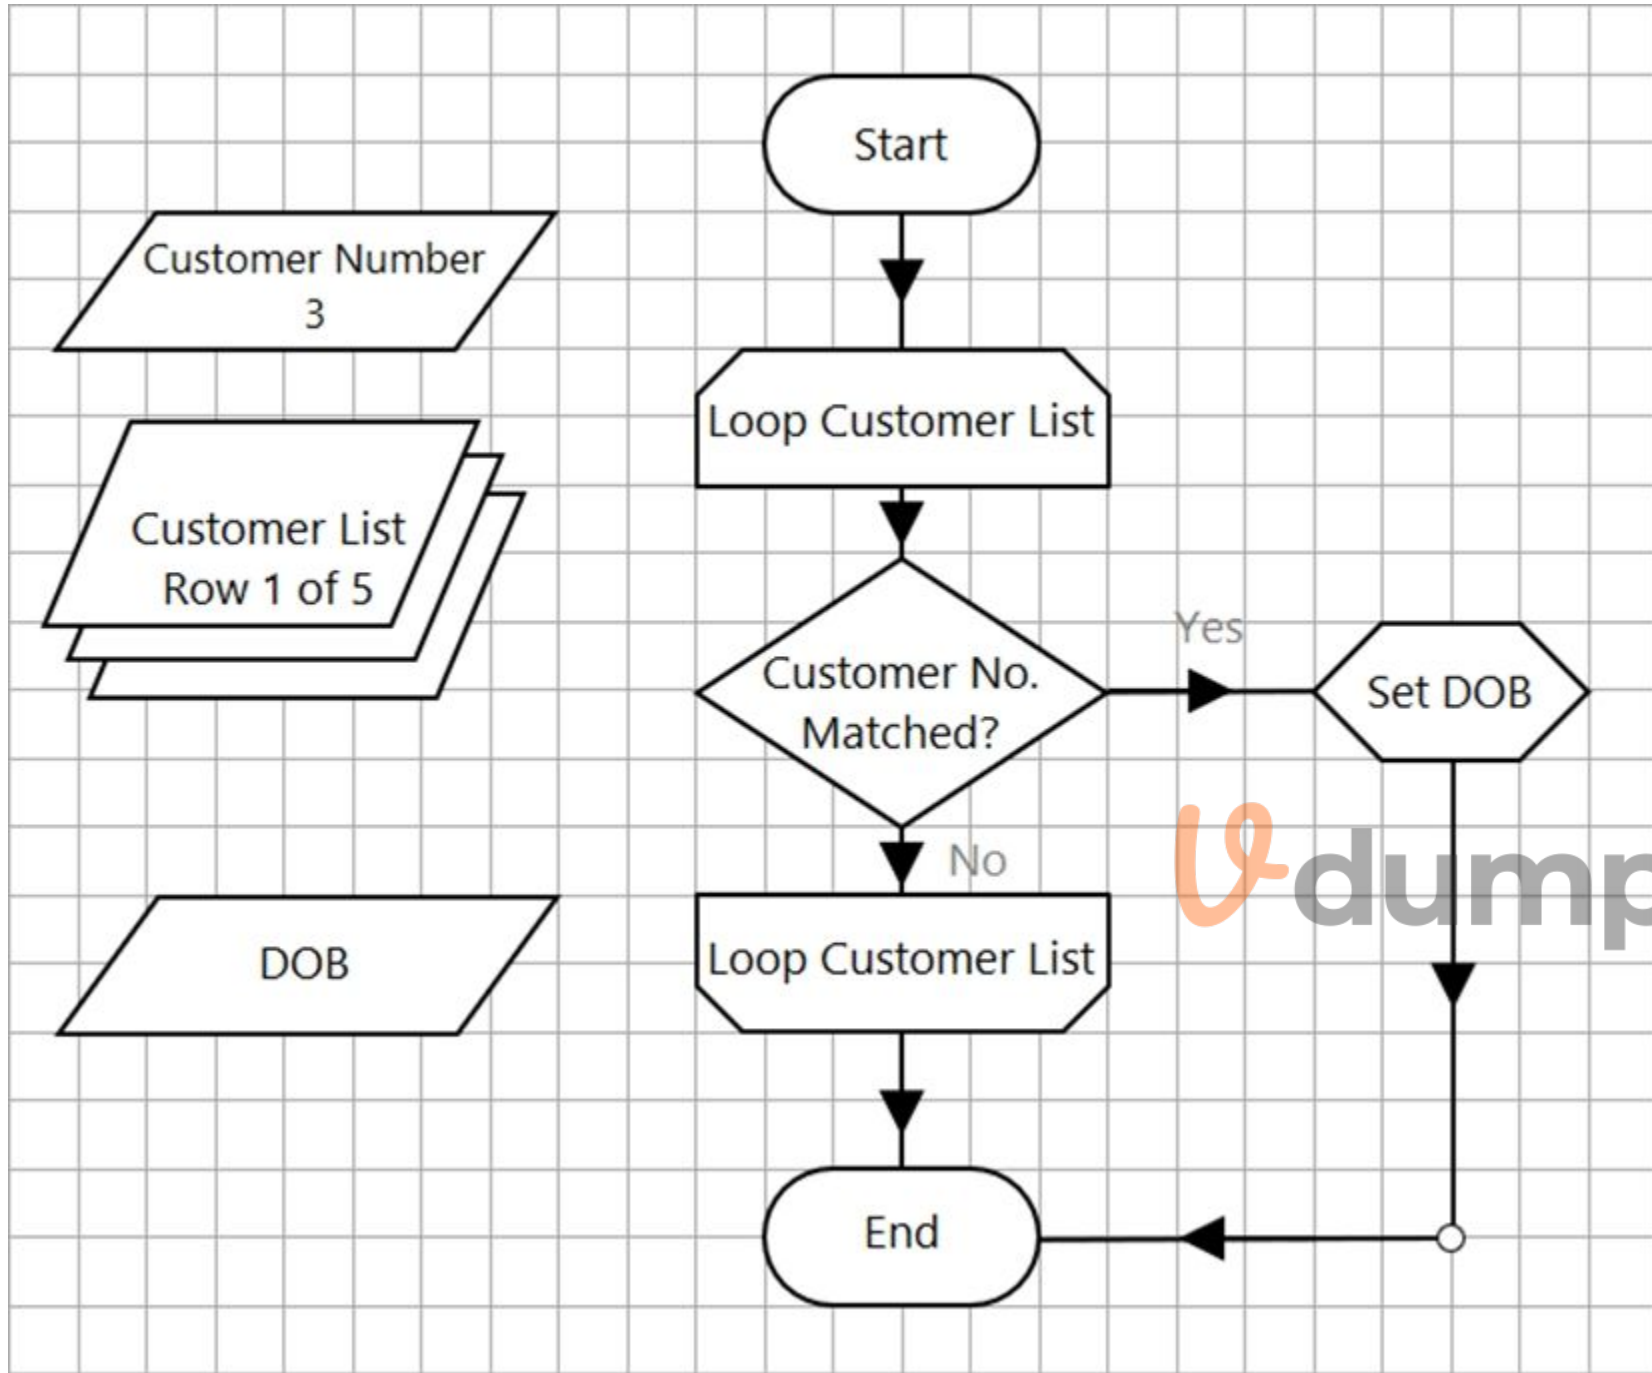 Start
Customer Number
3
Loop Customer List
Customer List
Row 1 of 5
Yes
Customer No.
Matched?
Set DOB
No
dump
Loop Customer List
DOB
End